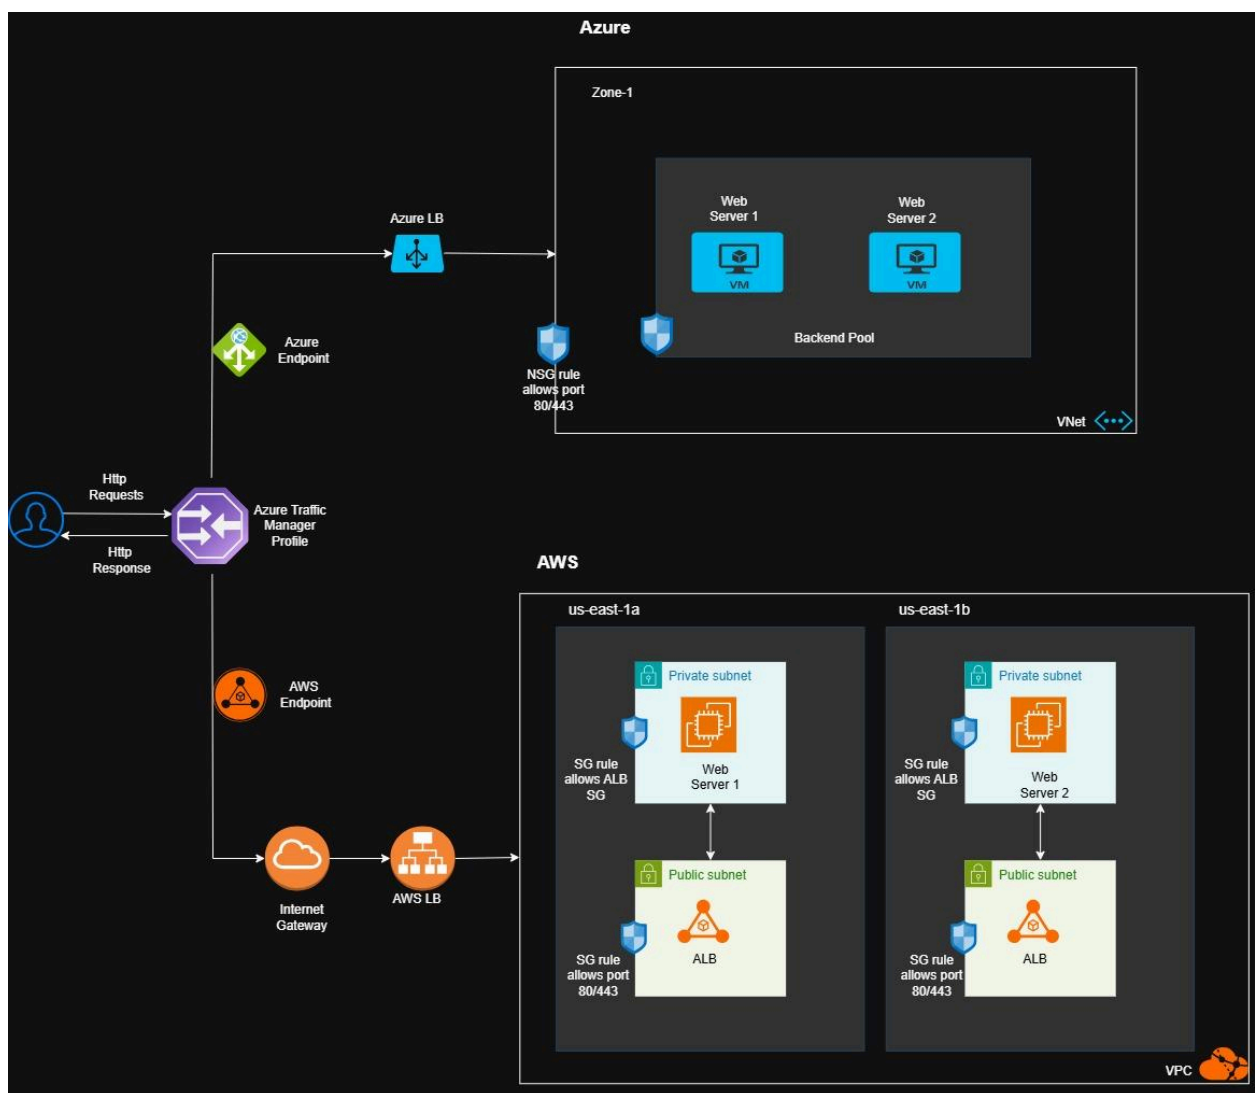 Azure
Zone-1
Web
Server 1
Web
Server 2
VM
VM
Azure LB
Azure
Endpoint
Backend Pool
NSG rule
allows port
80/443
VNet
Http
Requests
Azure Traffic
Manager
Profile
Http
Response
AWS
us-east-1a
us-east-1b
Private subnet
Private subnet
AWS
Endpoint
SG rule
allows ALB
SG
Web
Server 1
SG rule
allows ALB
SG
Web
Server 2
Public subnet
Public subnet
Internet
Gateway
AWS LB
SG rule
allows port
80/443
ALB
SG rule
allows port
80/443
ALB
VPC